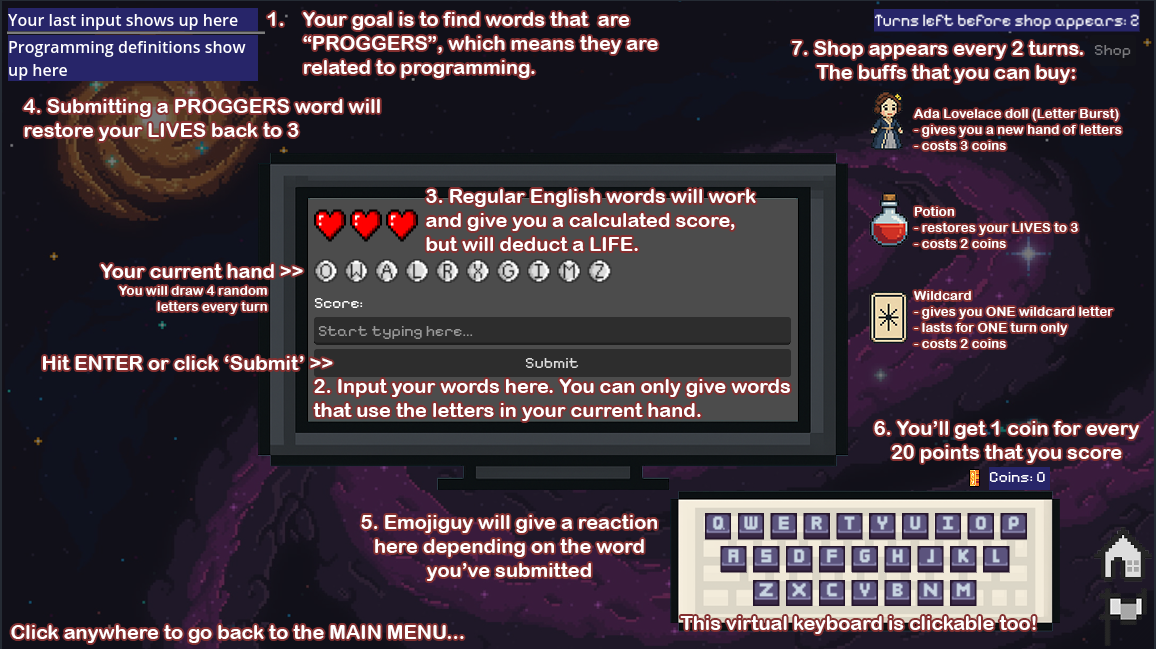 Your last input shows up here
Programming definitions show
up here
1. Your goal is to find words that are
“PROGGERS”, which means they are
related to programming.
Turns left before shop appears: 2
7. Shop appears every 2 turns.
Shop
The buffs that you can buy:
4. Submitting a PROGGERS word will
restore your LIVES back to 3
Ada Lovelace doll (Letter Burst)
- gives you a new hand of letters
- costs 3 coins
3. Regular English words will work
and give you a calculated score,
but will deduct a LIFE.
Potion
- restores your LIVES to 3
- costs 2 coins
Your current hand >>
O W A L R X G I M Z
You will draw 4 random
letters every turn
Score:
Start typing here...
Wildcard
- gives you ONE wildcard letter
- lasts for ONE turn only
- costs 2 coins
Hit ENTER or click ‘Submit’ >>
Submit
2. Input your words here. You can only give words
that use the letters in your current hand.
6. You’ll get 1 coin for every
20 points that you score
Coins: 0
5. Emojiguy will give a reaction
here depending on the word
you’ve submitted
Q W E R T Y U I O P
A S D F G H J K L
Z X C V B N M
This virtual keyboard is clickable too!
Click anywhere to go back to the MAIN MENU...